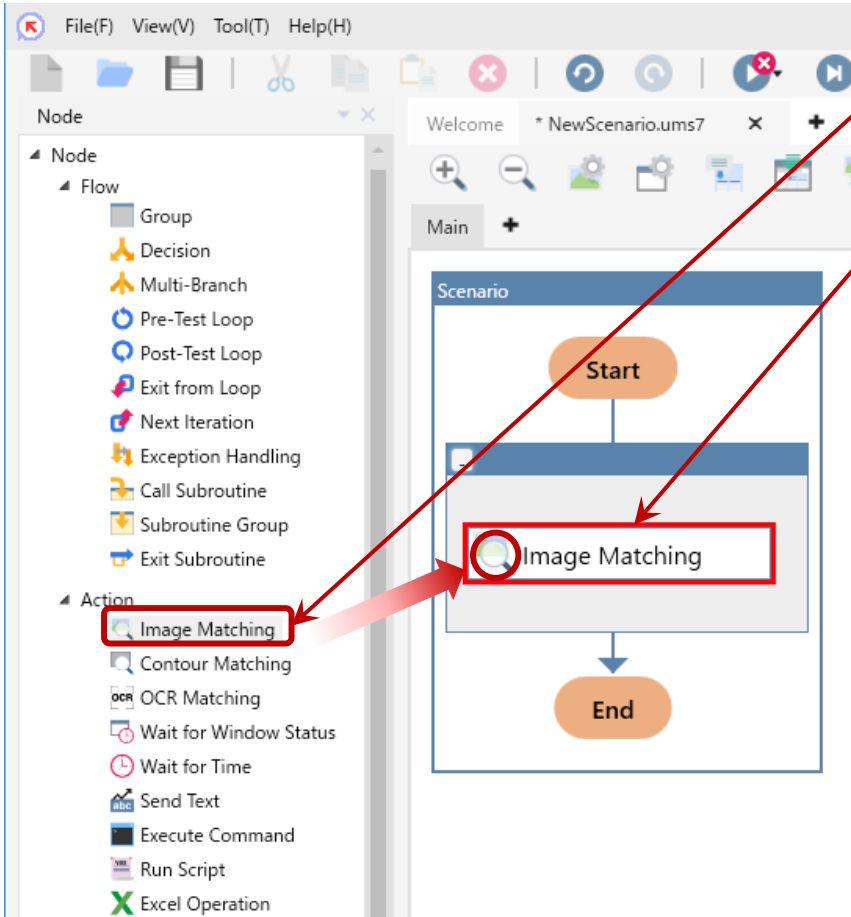 File(F) View(V) Tool(T) Help(H)
Node
Welcome * NewScenario.ums7
Node
Flow
Group
Decision
Multi-Branch
Pre-Test Loop
Post-Test Loop
Exit from Loop
Next Iteration
Exception Handling
Call Subroutine
Subroutine Group
Exit Subroutine
Action
Image Matching
Contour Matching
OCR OCR Matching
Wait for Window Status
Wait for Time
abc Send Text
Execute Command
Run Script
Excel Operation
Main
Scenario
Start
Image Matching
End